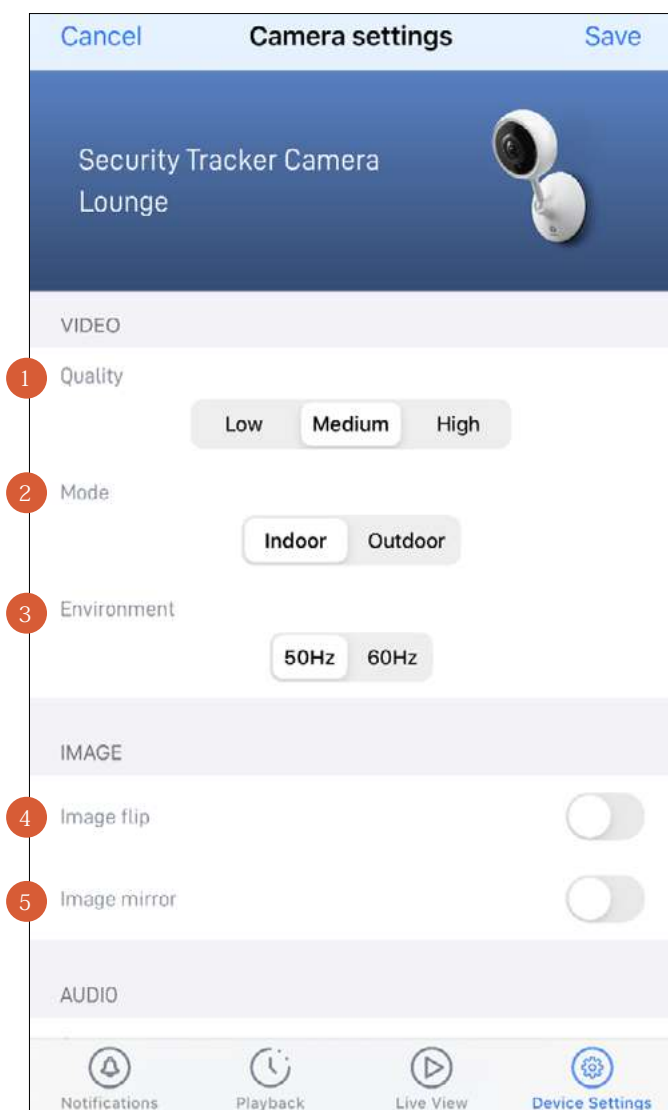 Cancel Camera settings Save
Security Tracker Camera
Lounge
VIDEO
1 Quality
Low Medium High
2 Mode
Indoor Outdoor
3 Environment
50Hz 60Hz
IMAGE
4 Image flip
5 Image mirror
AUDIO
Notifications Playback Live View Device Settings